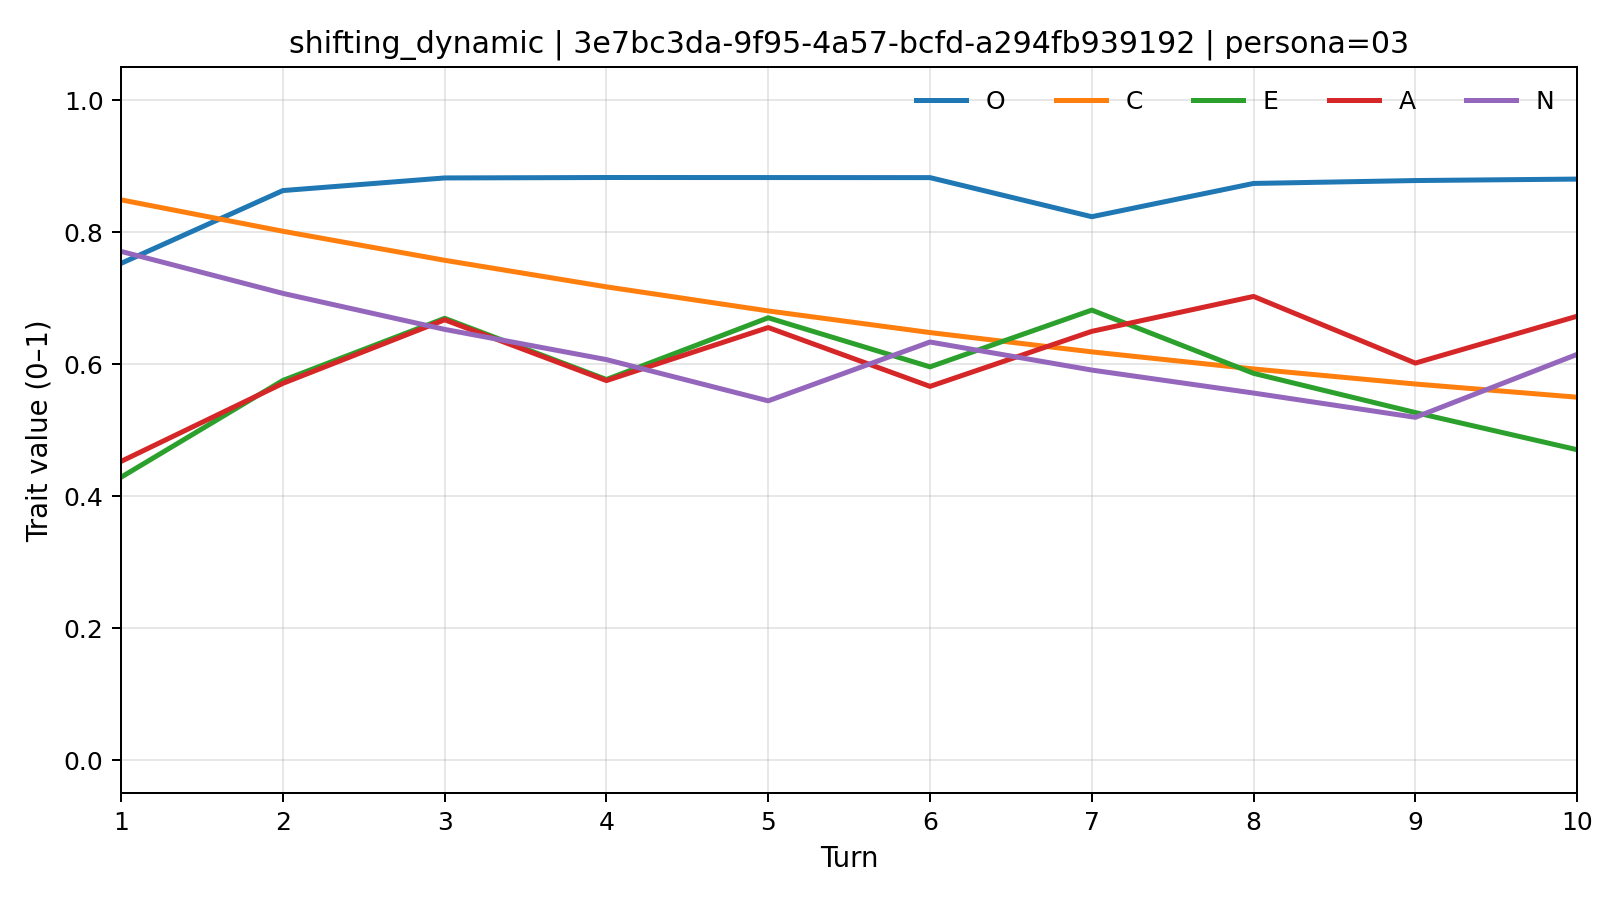 shifting_dynamic | 3e7bc3da-9f95-4a57-bcfd-a294fb939192 | persona=03
O C E A N
1.0
0.8
0.6
0.4
0.2
0.0
Trait value (0–1)
1 2 3 4 5 6 7 8 9 10
Turn